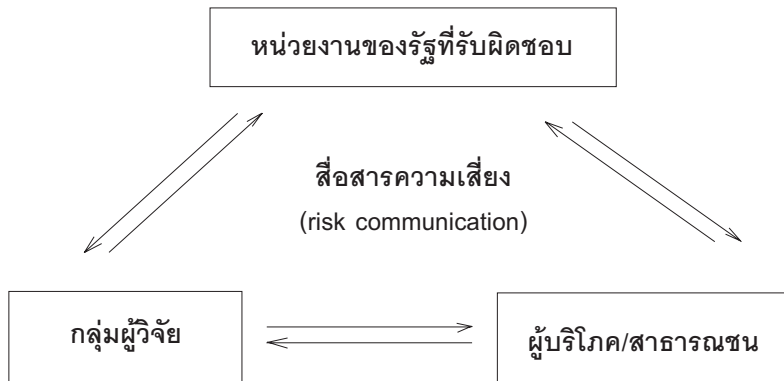 หน่วยงานของรัฐที่รับผิดชอบ
สื่อสารความเสี่ยง
(risk communication)
กลุ่มผู้วิจัย
ผู้บริโภค/สาธารณชน